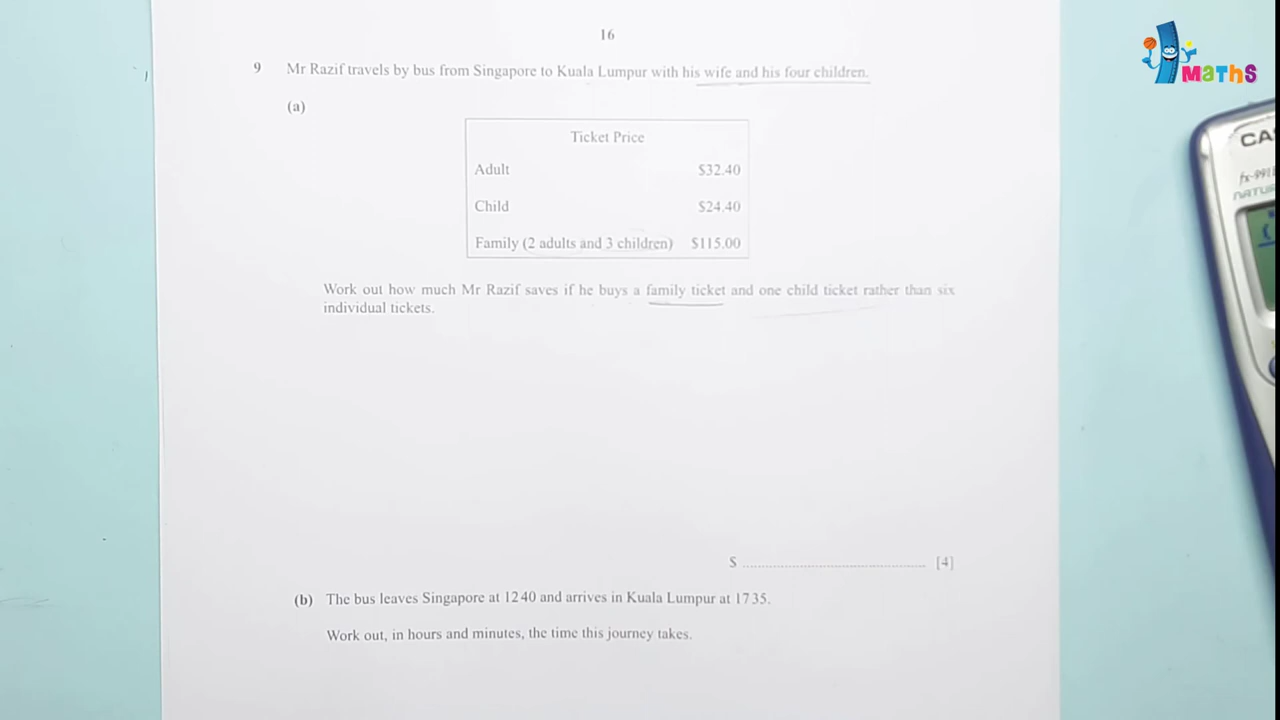 16
MaThS
9 Mr Razif travels by bus from Singapore to Kuala Lumpur with his wife and his four children.
(a)
Ticket Price
Adult $32.40
Child $24.40
Family (2 adults and 3 children) $115.00
Work out how much Mr Razif saves if he buys a family ticket and one child ticket rather than six
individual tickets.
$ ........................................................ [4]
(b) The bus leaves Singapore at 12 40 and arrives in Kuala Lumpur at 17 35.
Work out, in hours and minutes, the time this journey takes.